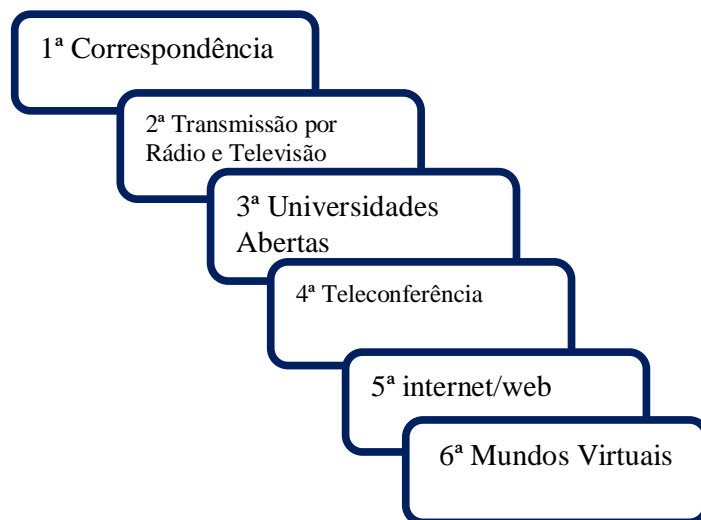 1ª Correspondência
2ª Transmissão por
Rádio e Televisão
3ª Universidades
Abertas
4ª Teleconferência
5ª internet/web
6ª Mundos Virtuais